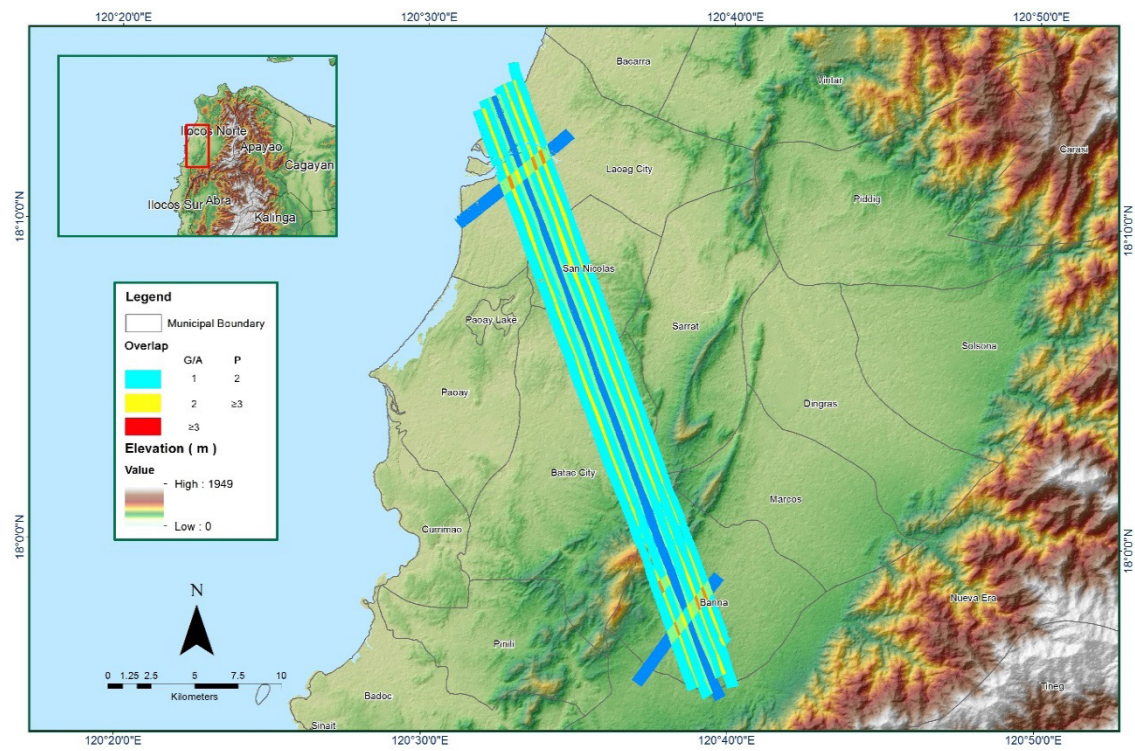 120°20'0"E
120°30'0"E
120°40'0"E
120°50'0"E
Bacarra
Vintar
Ilocos Norte
Apayao
Cagayan
Ilocos Sur
Abra
Kalinga
Carasi
Laoag City
Piddig
18°10'0"N
18°10'0"N
San Nicolas
Legend
Municipal Boundary
Overlap
G/A P
1 2
2 ≥3
≥3
Elevation ( m )
Value
High : 1949
Low : 0
Paoay Lake
Sarrat
Solsona
Paoay
Dingras
Batac City
Marcos
Currimao
18°0'0"N
18°0'0"N
N
Banna
Nueva Era
Pinili
0 1.25 2.5 5 7.5 10
Kilometers
Badoc
Sinait
120°20'0"E
120°30'0"E
120°40'0"E
120°50'0"E